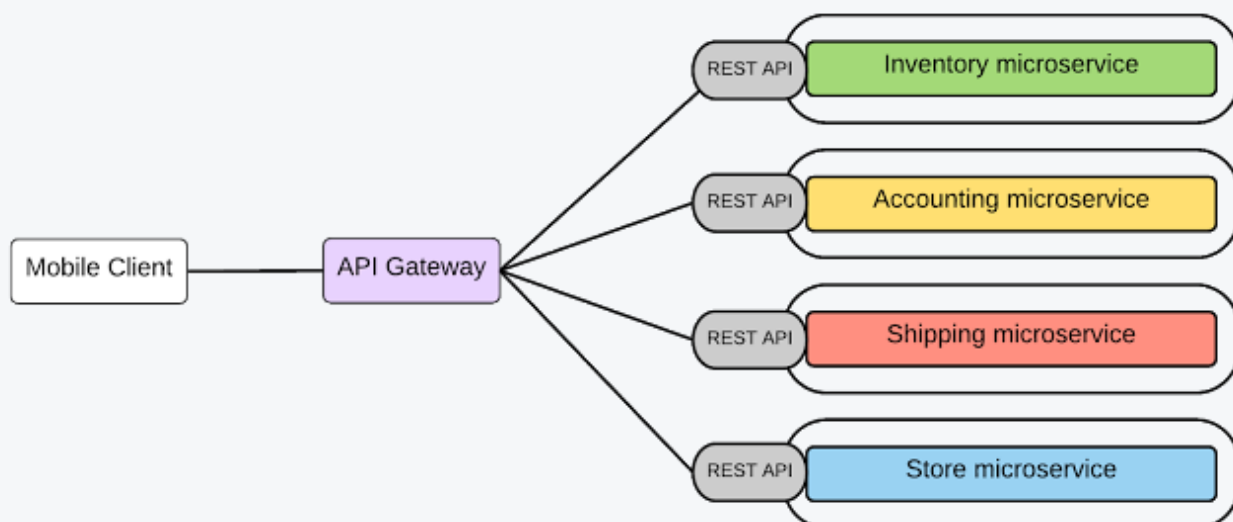 REST API
Inventory microservice
REST API
Accounting microservice
Mobile Client
API Gateway
REST API
Shipping microservice
REST API
Store microservice